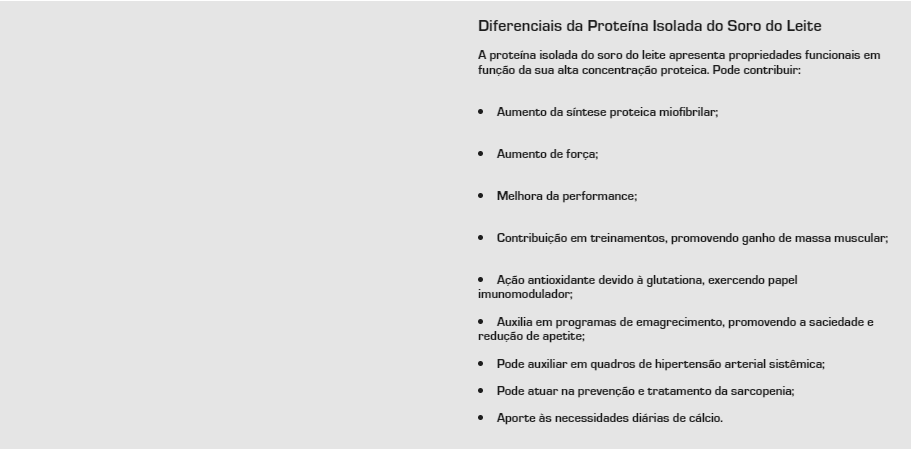 Diferenciais da Proteína Isolada do Soro do Leite
A proteína isolada do soro do leite apresenta propriedades funcionais em
função da sua alta concentração proteica. Pode contribuir:
• Aumento da síntese proteica miofibrilar;
• Aumento de força;
• Melhora da performance;
• Contribuição em treinamentos, promovendo ganho de massa muscular;
• Ação antioxidante devido à glutationa, exercendo papel
imunomodulador;
• Auxilia em programas de emagrecimento, promovendo a saciedade e
redução de apetite;
• Pode auxiliar em quadros de hipertensão arterial sistêmica;
• Pode atuar na prevenção e tratamento da sarcopenia;
• Aporte às necessidades diárias de cálcio.